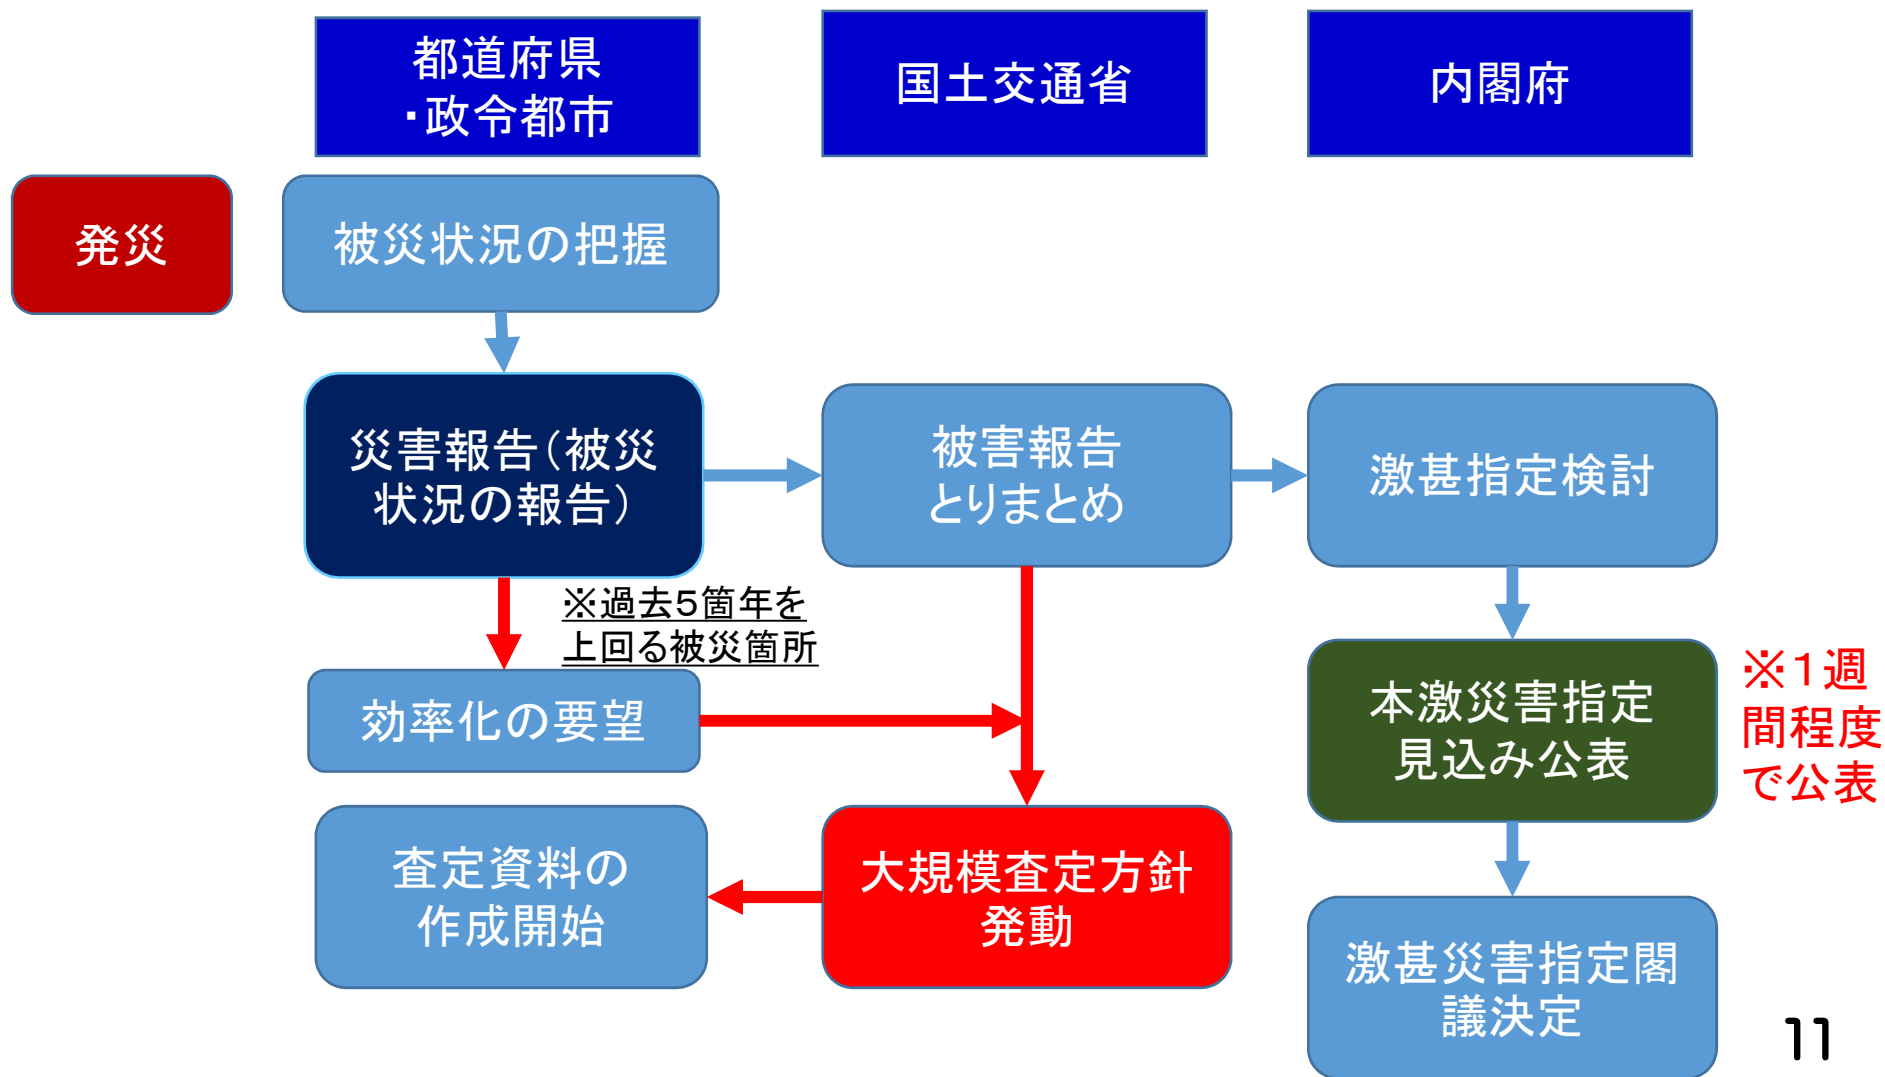 都道府県
・政令都市
国土交通省
内閣府
発災
被災状況の把握
災害報告（被災
状況の報告）
被害報告
とりまとめ
激甚指定検討
※過去５箇年を
上回る被災箇所
効率化の要望
本激災害指定
見込み公表
※１週
間程度
で公表
査定資料の
作成開始
大規模査定方針
発動
激甚災害指定閣
議決定
11